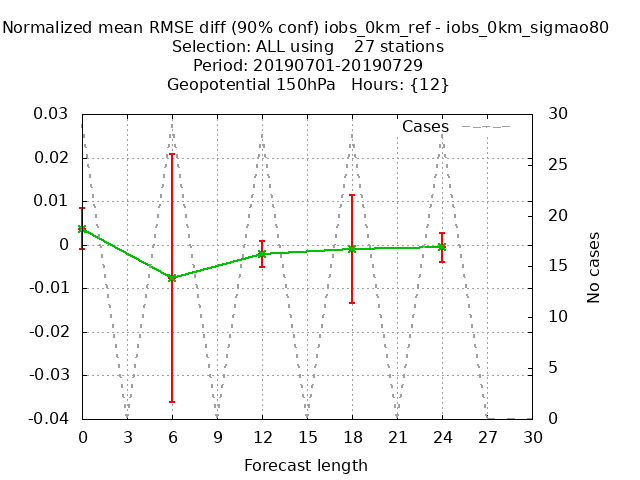 Normalized mean RMSE diff (90% conf) iobs_0km_ref - iobs_0km_sigmao80
Selection: ALL using    27 stations
Period: 20190701-20190729
Geopotential 150hPa   Hours: {12}
Cases
0.03
0.02
0.01
0
-0.01
-0.02
-0.03
-0.04
30
25
20
15
10
5
0
No cases
0 3 6 9 12 15 18 21 24 27 30
Forecast length